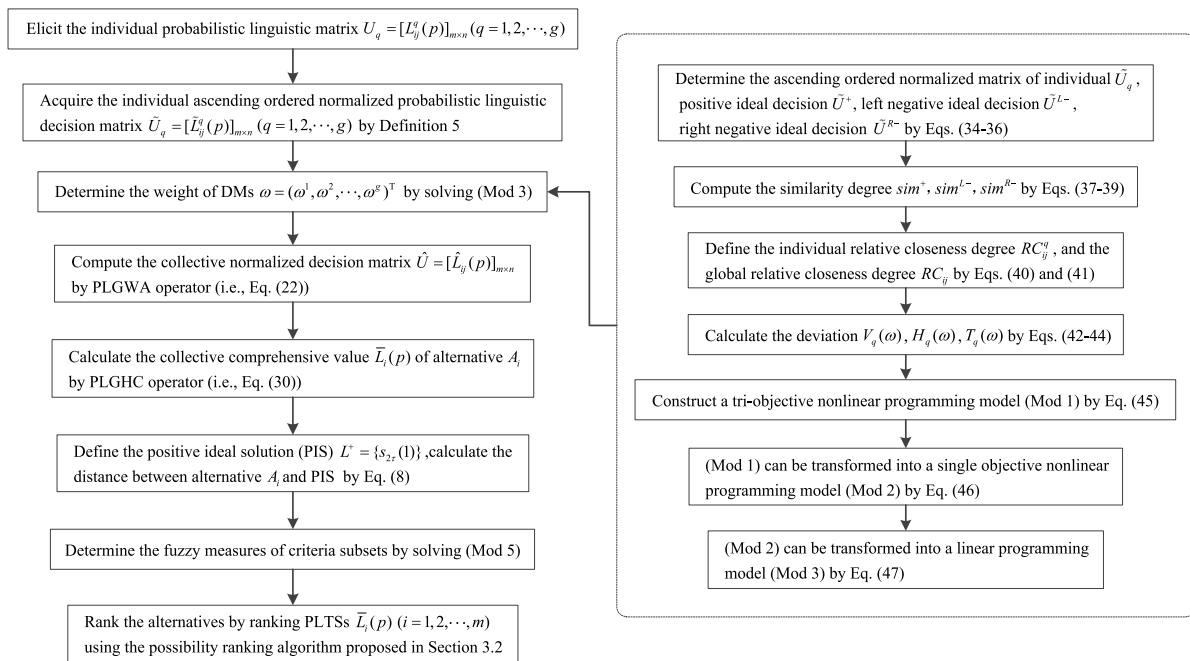 Elicit the individual probabilistic linguistic matrix U_q = [L^q_ij(p)]_m×n (q = 1, 2, ⋯, g)
Acquire the individual ascending ordered normalized probabilistic linguistic
decision matrix Ũ_q = [L̃^q_ij(p)]_m×n (q = 1, 2, ⋯, g) by Definition 5
Determine the weight of DMs ω = (ω^1, ω^2, ⋯, ω^g)^T by solving (Mod 3)
Compute the collective normalized decision matrix Û = [L̂_ij(p)]_m×n
by PLGWA operator (i.e., Eq. (22))
Calculate the collective comprehensive value L̄_i(p) of alternative A_i
by PLGHC operator (i.e., Eq. (30))
Define the positive ideal solution (PIS) L^+ = {s_2τ(1)} ,calculate the
distance between alternative A_i and PIS by Eq. (8)
Determine the fuzzy measures of criteria subsets by solving (Mod 5)
Rank the alternatives by ranking PLTSs L̄_i(p) (i = 1, 2, ⋯, m)
using the possibility ranking algorithm proposed in Section 3.2
Determine the ascending ordered normalized matrix of individual Ũ_q ,
positive ideal decision Ũ^+, left negative ideal decision Ũ^L−,
right negative ideal decision Ũ^R− by Eqs. (34-36)
Compute the similarity degree sim^+, sim^L−, sim^R− by Eqs. (37-39)
Define the individual relative closeness degree RC^q_ij , and the
global relative closeness degree RC_ij by Eqs. (40) and (41)
Calculate the deviation V_q(ω), H_q(ω), T_q(ω) by Eqs. (42-44)
Construct a tri-objective nonlinear programming model (Mod 1) by Eq. (45)
(Mod 1) can be transformed into a single objective nonlinear
programming model (Mod 2) by Eq. (46)
(Mod 2) can be transformed into a linear programming
model (Mod 3) by Eq. (47)